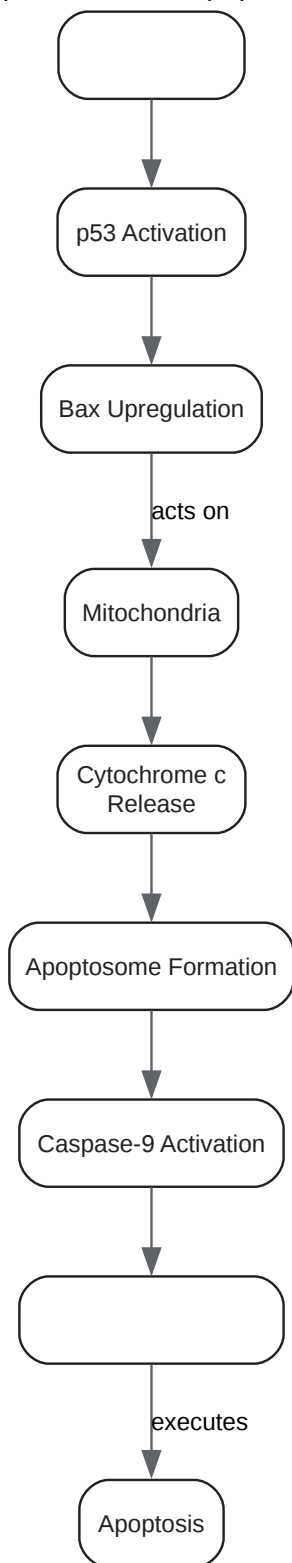 p53 Activation
Bax Upregulation
acts on
Mitochondria
Cytochrome c
Release
Apoptosome Formation
Caspase-9 Activation
executes
Apoptosis